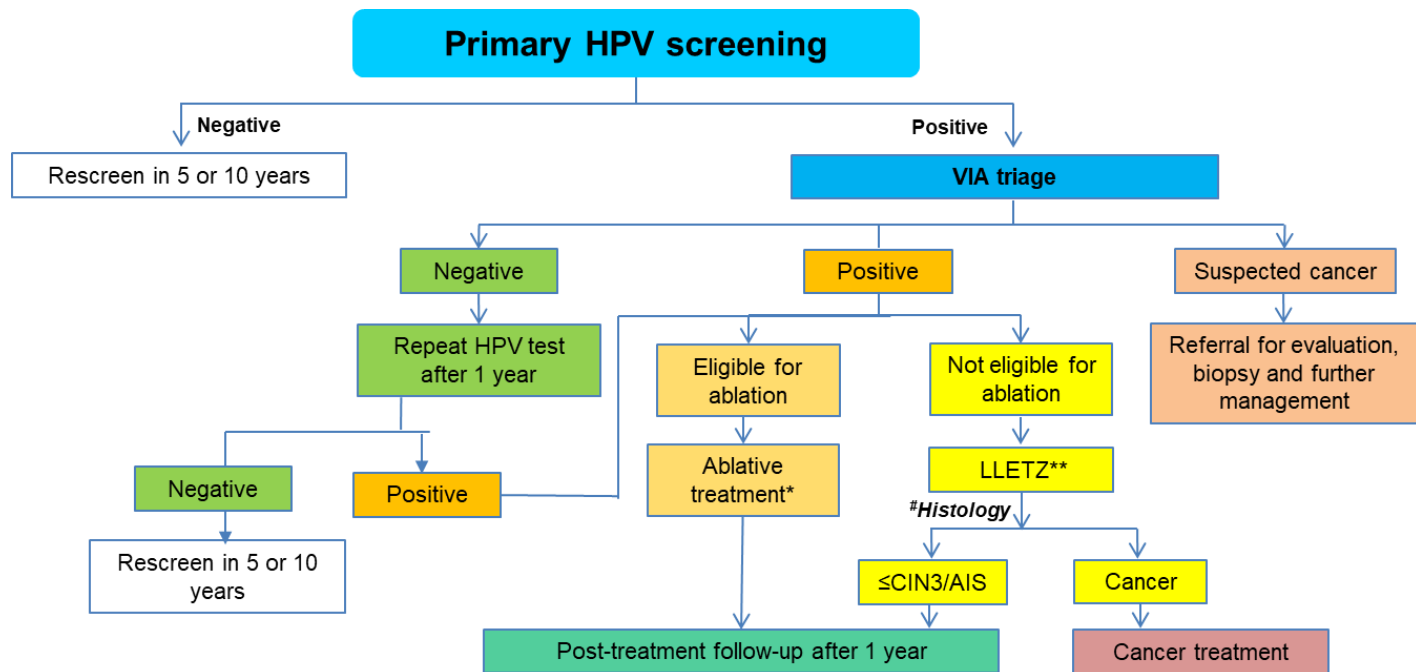 Primary HPV screening
Negative
Positive
Rescreen in 5 or 10 years
VIA triage
Negative
Positive
Suspected cancer
Repeat HPV test
after 1 year
Eligible for
ablation
Not eligible for
ablation
Referral for evaluation,
biopsy and further
management
Negative
Positive
Ablative
treatment*
LLETZ**
#Histology
Rescreen in 5 or 10
years
≤CIN3/AIS
Cancer
Post-treatment follow-up after 1 year
Cancer treatment